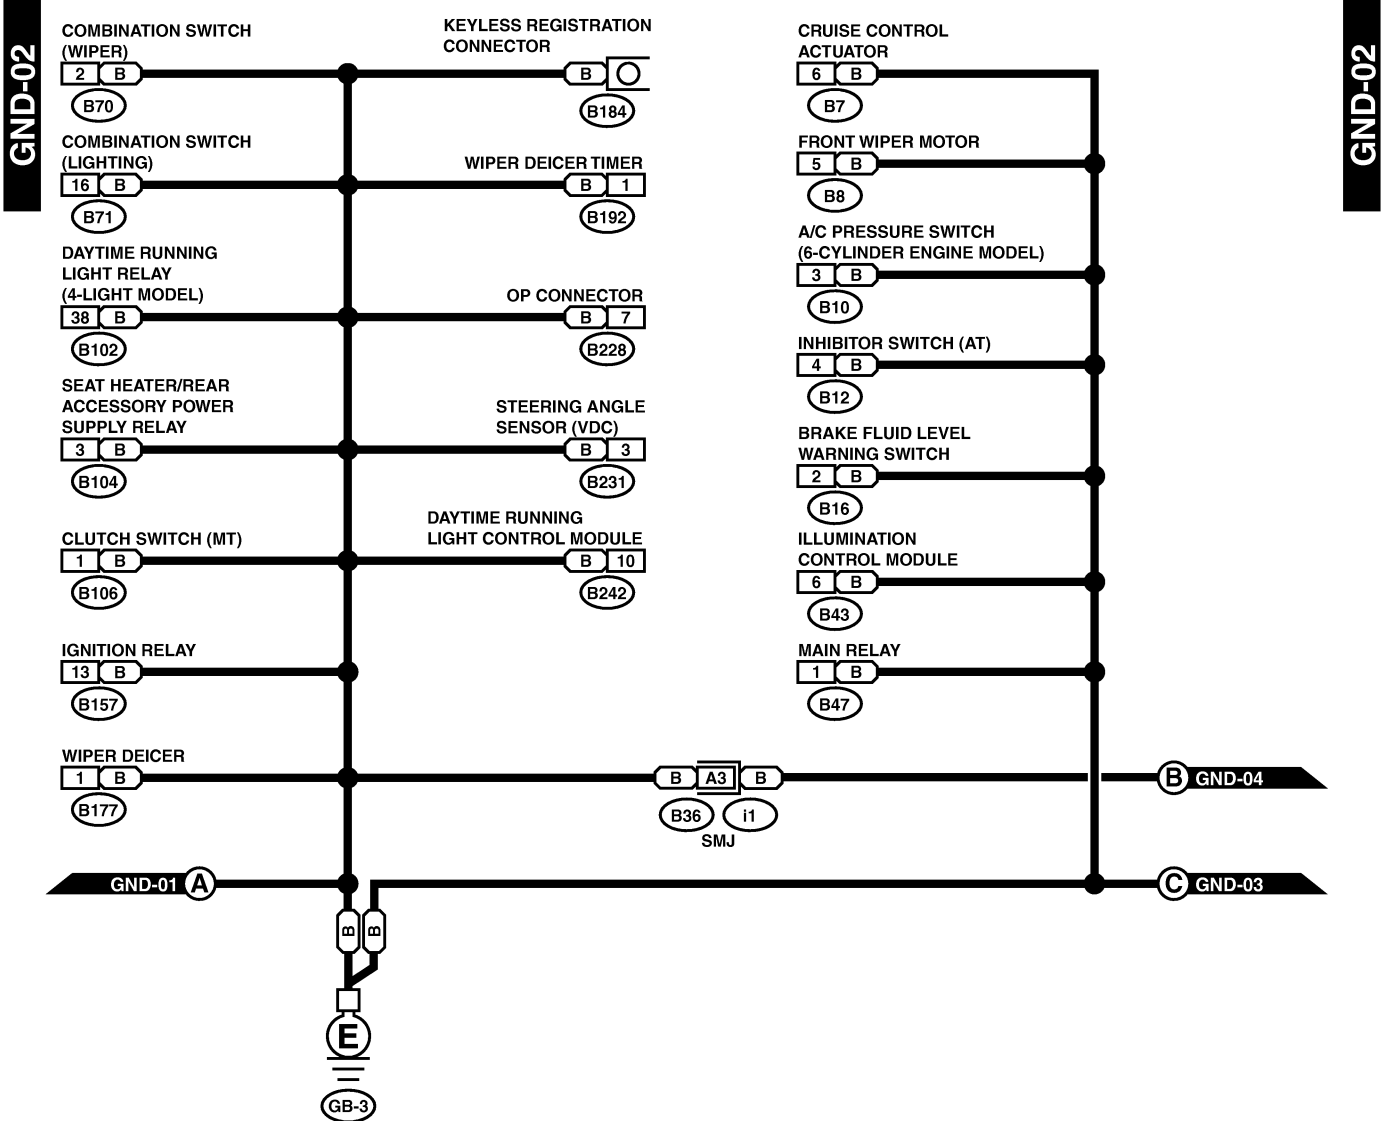 GND-02
GND-02
COMBINATION SWITCH
(WIPER)
2 B
B70
COMBINATION SWITCH
(LIGHTING)
16 B
B71
DAYTIME RUNNING
LIGHT RELAY
(4-LIGHT MODEL)
38 B
B102
SEAT HEATER/REAR
ACCESSORY POWER
SUPPLY RELAY
3 B
B104
CLUTCH SWITCH (MT)
1 B
B106
IGNITION RELAY
13 B
B157
WIPER DEICER
1 B
B177
KEYLESS REGISTRATION
CONNECTOR
B
B184
WIPER DEICER TIMER
B 1
B192
OP CONNECTOR
B 7
B228
STEERING ANGLE
SENSOR (VDC)
B 3
B231
DAYTIME RUNNING
LIGHT CONTROL MODULE
B 10
B242
CRUISE CONTROL
ACTUATOR
6 B
B7
FRONT WIPER MOTOR
5 B
B8
A/C PRESSURE SWITCH
(6-CYLINDER ENGINE MODEL)
3 B
B10
INHIBITOR SWITCH (AT)
4 B
B12
BRAKE FLUID LEVEL
WARNING SWITCH
2 B
B16
ILLUMINATION
CONTROL MODULE
6 B
B43
MAIN RELAY
1 B
B47
B A3 B
B36 i1
SMJ
B GND-04
GND-01 A
C GND-03
B B
E
GB-3